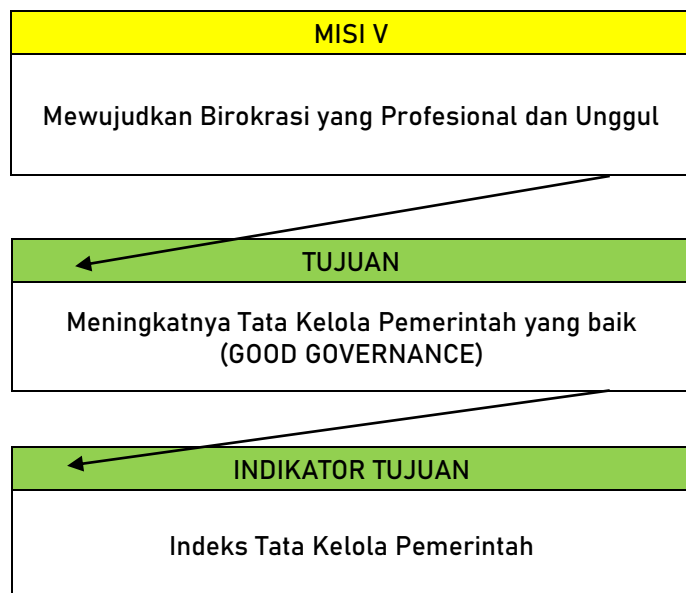 MISI V
Mewujudkan Birokrasi yang Profesional dan Unggul
TUJUAN
Meningkatnya Tata Kelola Pemerintah yang baik
(GOOD GOVERNANCE)
INDIKATOR TUJUAN
Indeks Tata Kelola Pemerintah